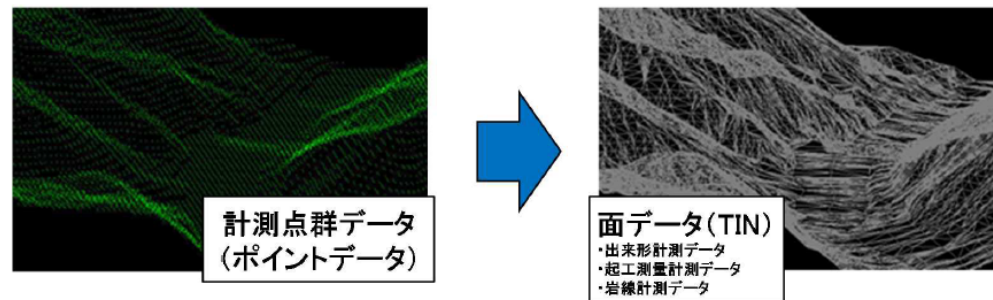 計測点群データ
(ポイントデータ)
面データ(TIN)
・出来形計測データ
・起工測量計測データ
・岩線計測データ